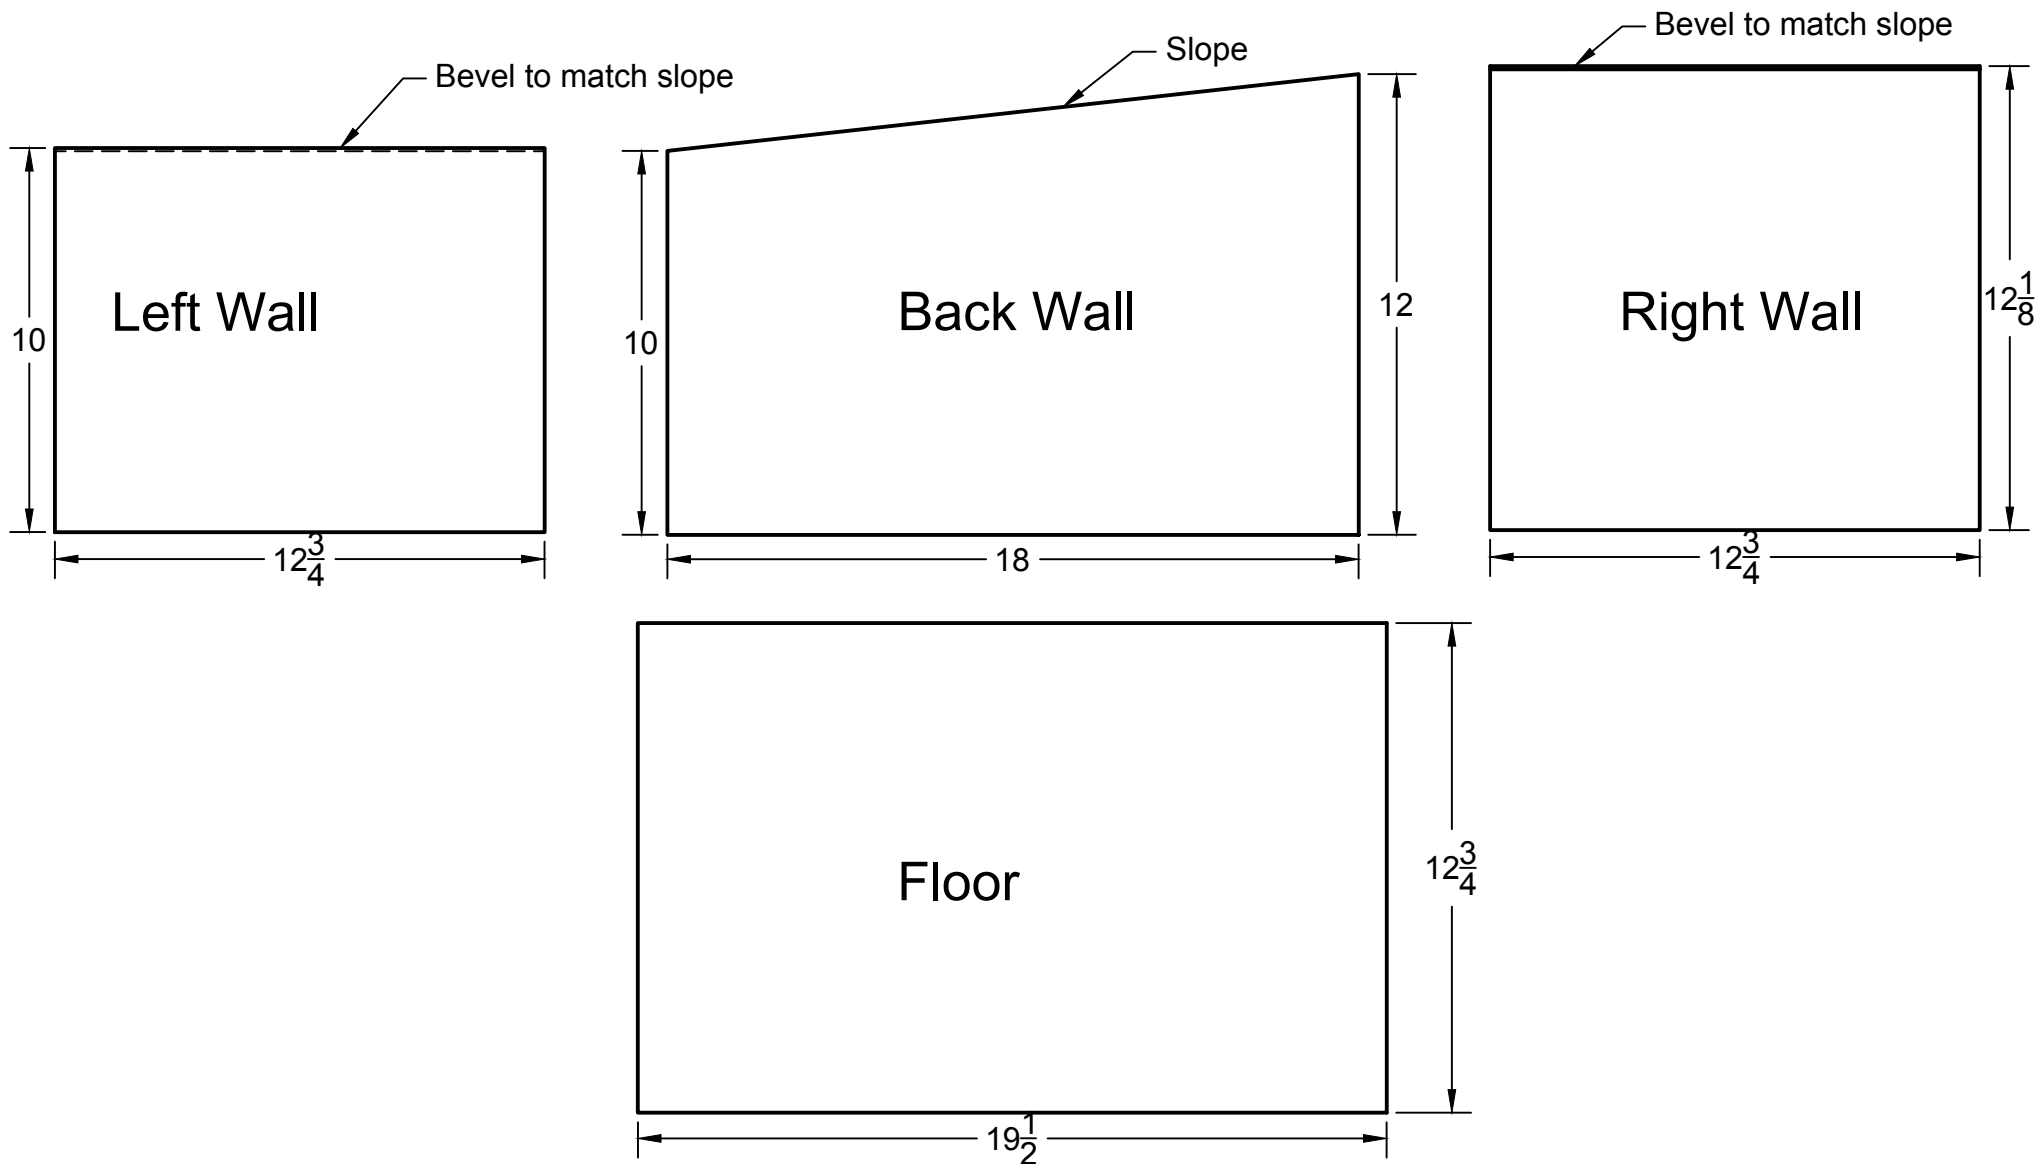 Bevel to match slope
Slope
Bevel to match slope
Left Wall
10
12 3/4
Back Wall
10
12
18
Right Wall
12 1/8
12 3/4
Floor
12 3/4
19 1/2